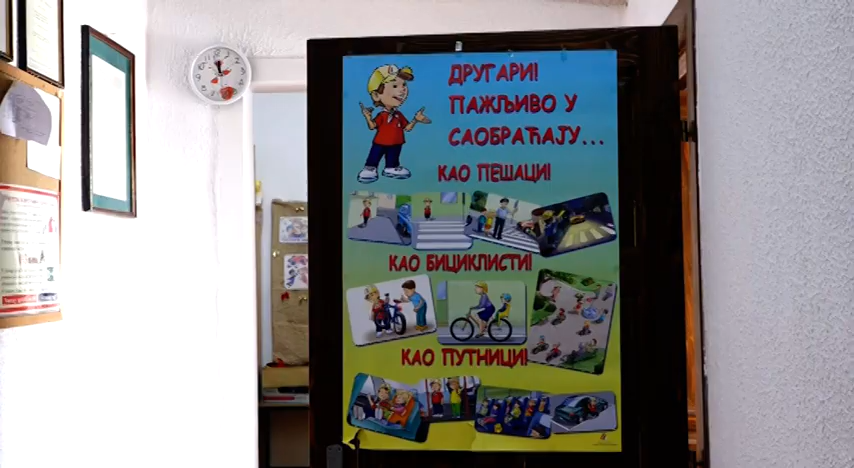 ДРУГАРИ!
ПАЖЉИВО У
САОБРАЋАЈУ...
КАО ПЕШАЦИ!
КАО БИЦИКЛИСТИ!
КАО ПУТНИЦИ!